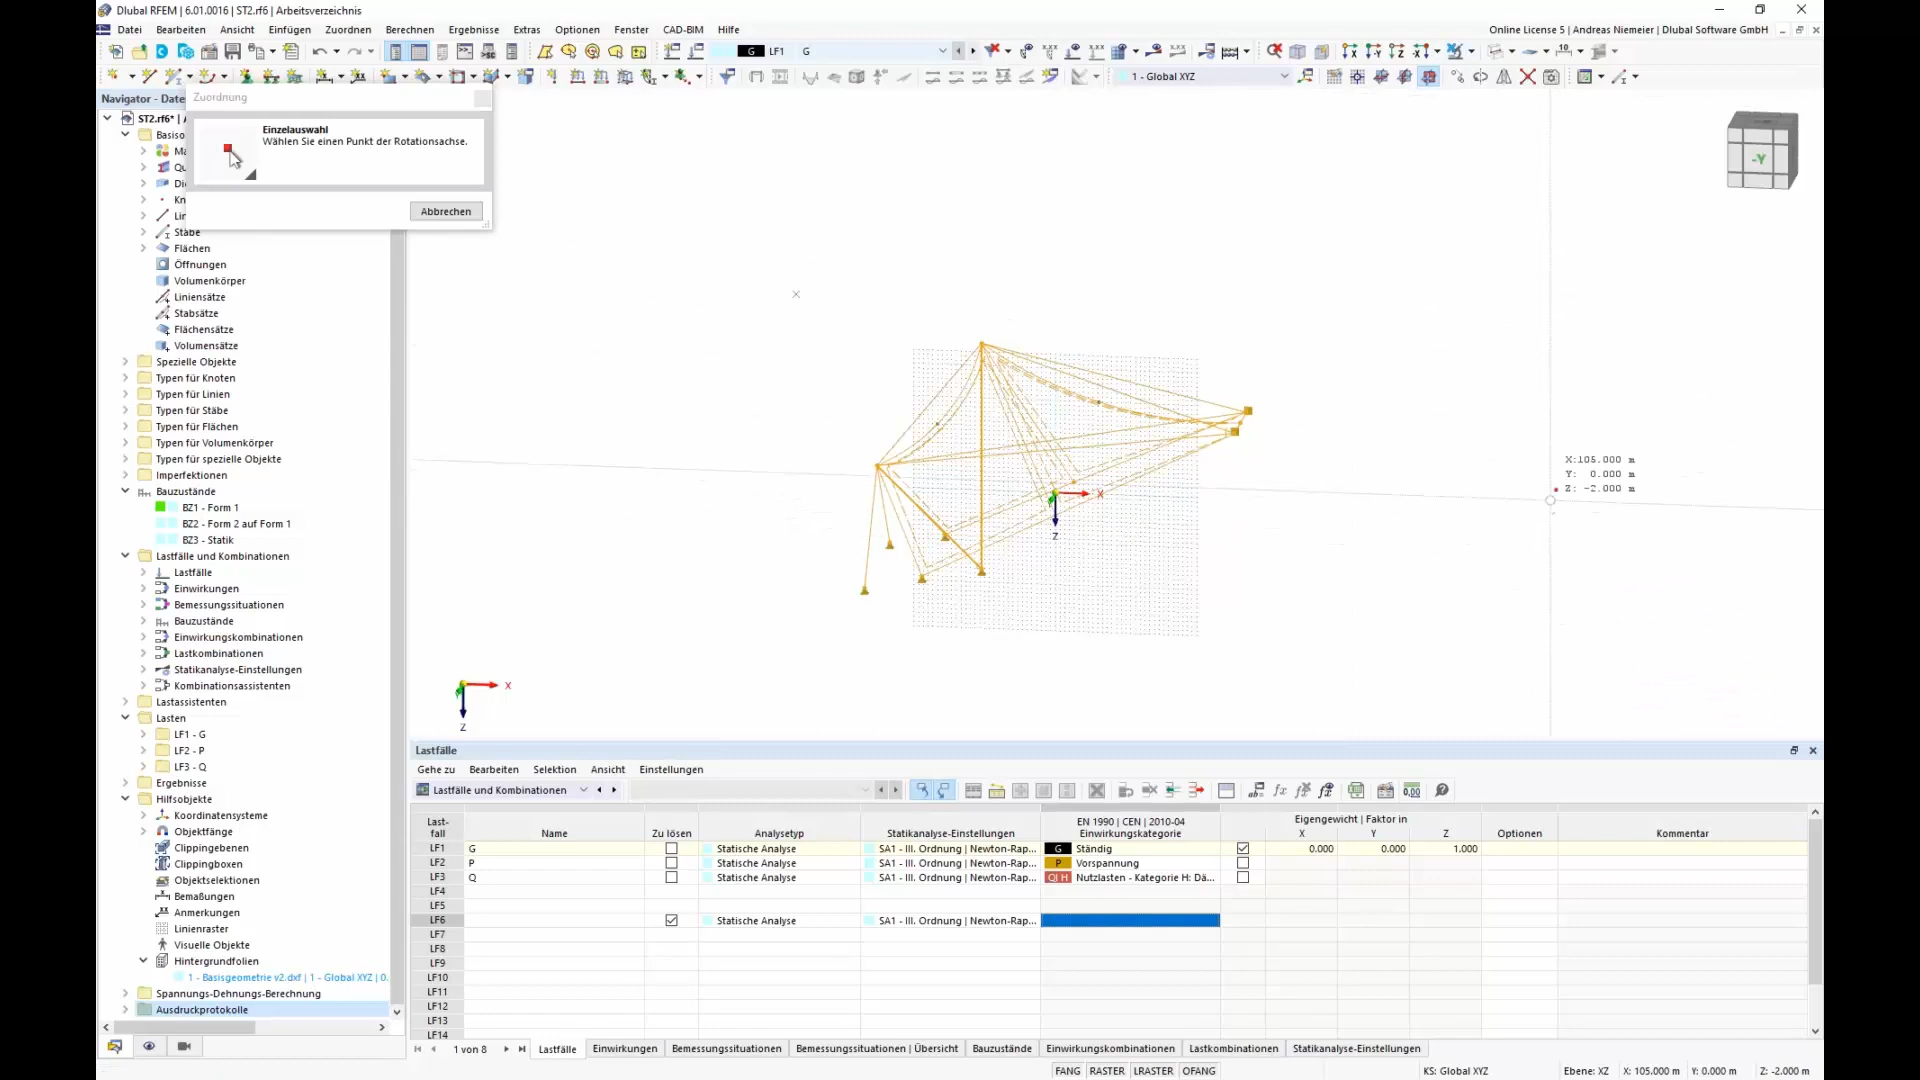 Dlubal RFEM | 6.01.0016 | ST2.rf6 | Arbeitsverzeichnis
Datei Bearbeiten Ansicht Einfügen Zuordnen Berechnen Ergebnisse Extras Optionen Fenster CAD-BIM Hilfe
Online License 5 | Andreas Niemeier | Dlubal Software GmbH
G LF1 G
1 - Global XYZ
Navigator - Date
Zuordnung
Einzelauswahl
Wählen Sie einen Punkt der Rotationsachse.
Abbrechen
ST2.rf6* | A
Basiso
Ma
Qu
Di
Kn
Lin
Stäbe
Flächen
Öffnungen
Volumenkörper
Liniensätze
Stabsätze
Flächensätze
Volumensätze
Spezielle Objekte
Typen für Knoten
Typen für Linien
Typen für Stäbe
Typen für Flächen
Typen für Volumenkörper
Typen für spezielle Objekte
Imperfektionen
Bauzustände
BZ1 - Form 1
BZ2 - Form 2 auf Form 1
BZ3 - Statik
Lastfälle und Kombinationen
Lastfälle
Einwirkungen
Bemessungssituationen
Bauzustände
Einwirkungskombinationen
Lastkombinationen
Statikanalyse-Einstellungen
Kombinationsassistenten
Lastassistenten
Lasten
LF1 - G
LF2 - P
LF3 - Q
Ergebnisse
Hilfsobjekte
Koordinatensysteme
Objektfänge
Clippingebenen
Clippingboxen
Objektselektionen
Bemaßungen
Anmerkungen
Linienraster
Visuelle Objekte
Hintergrundfolien
1 - Basisgeometrie v2.dxf | 1 - Global XYZ | 0.
Spannungs-Dehnungs-Berechnung
Ausdruckprotokolle
-Y
X:105.000 m
Y: 0.000 m
Z: -2.000 m
X
Z
X
Z
Lastfälle
Gehe zu Bearbeiten Selektion Ansicht Einstellungen
Lastfälle und Kombinationen
Last-
fall
Name
Zu lösen
Analysetyp
Statikanalyse-Einstellungen
EN 1990 | CEN | 2010-04
Einwirkungskategorie
Eigengewicht | Faktor in
X Y Z
Optionen
Kommentar
LF1 G Statische Analyse SA1 - III. Ordnung | Newton-Rap... G Ständig 0.000 0.000 1.000
LF2 P Statische Analyse SA1 - III. Ordnung | Newton-Rap... P Vorspannung
LF3 Q Statische Analyse SA1 - III. Ordnung | Newton-Rap... QI H Nutzlasten - Kategorie H: Dä...
LF4
LF5
LF6 Statische Analyse SA1 - III. Ordnung | Newton-Rap...
LF7
LF8
LF9
LF10
LF11
LF12
LF13
LF14
1 von 8 Lastfälle Einwirkungen Bemessungssituationen Bemessungssituationen | Übersicht Bauzustände Einwirkungskombinationen Lastkombinationen Statikanalyse-Einstellungen
FANG RASTER LRASTER OFANG KS: Global XYZ Ebene: XZ X: 105.000 m Y: 0.000 m Z: -2.000 m